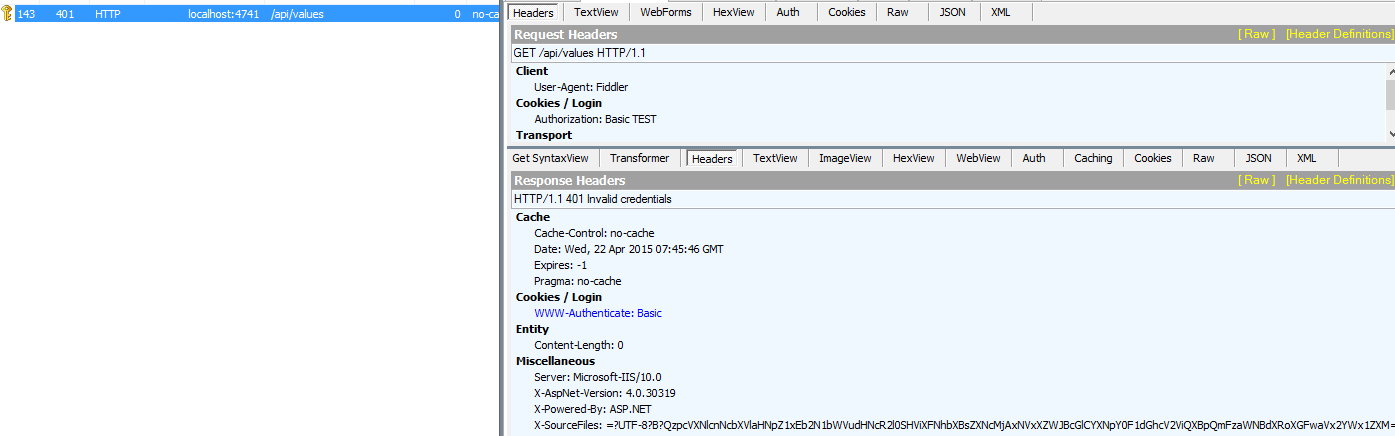 143 401 HTTP localhost:4741 /api/values 0 no-ca
Headers TextView WebForms HexView Auth Cookies Raw JSON XML
Request Headers [ Raw ] [Header Definitions]
GET /api/values HTTP/1.1
Client
User-Agent: Fiddler
Cookies / Login
Authorization: Basic TEST
Transport
Get SyntaxView Transformer Headers TextView ImageView HexView WebView Auth Caching Cookies Raw JSON XML
Response Headers [ Raw ] [Header Definitions]
HTTP/1.1 401 Invalid credentials
Cache
Cache-Control: no-cache
Date: Wed, 22 Apr 2015 07:45:46 GMT
Expires: -1
Pragma: no-cache
Cookies / Login
WWW-Authenticate: Basic
Entity
Content-Length: 0
Miscellaneous
Server: Microsoft-IIS/10.0
X-AspNet-Version: 4.0.30319
X-Powered-By: ASP.NET
X-SourceFiles: